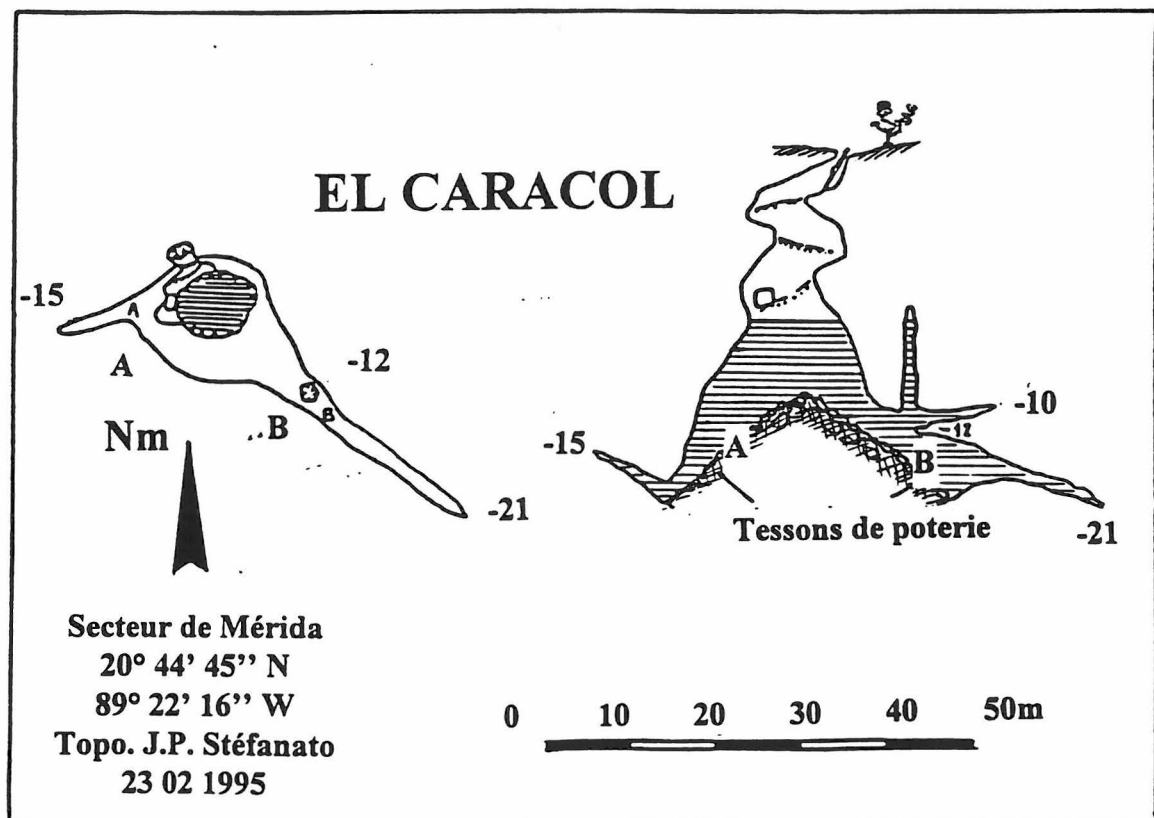 EL CARACOL
-15
A
A
-12
B
B
Nm
-21
Secteur de Mérida
20° 44' 45'' N
89° 22' 16'' W
Topo. J.P. Stéfanato
23 02 1995
-10
-12
-15
A
B
Tessons de poterie
-21
0 10 20 30 40 50m